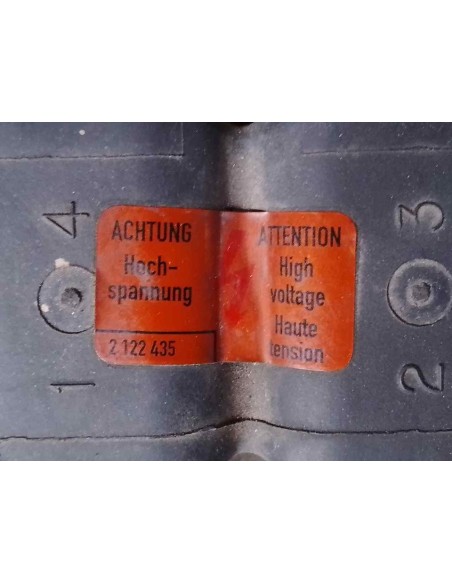 ACHTUNG
Hoch-
spannung
2 122 435
ATTENTION
High
voltage
Haute
tension
4
1
3
2